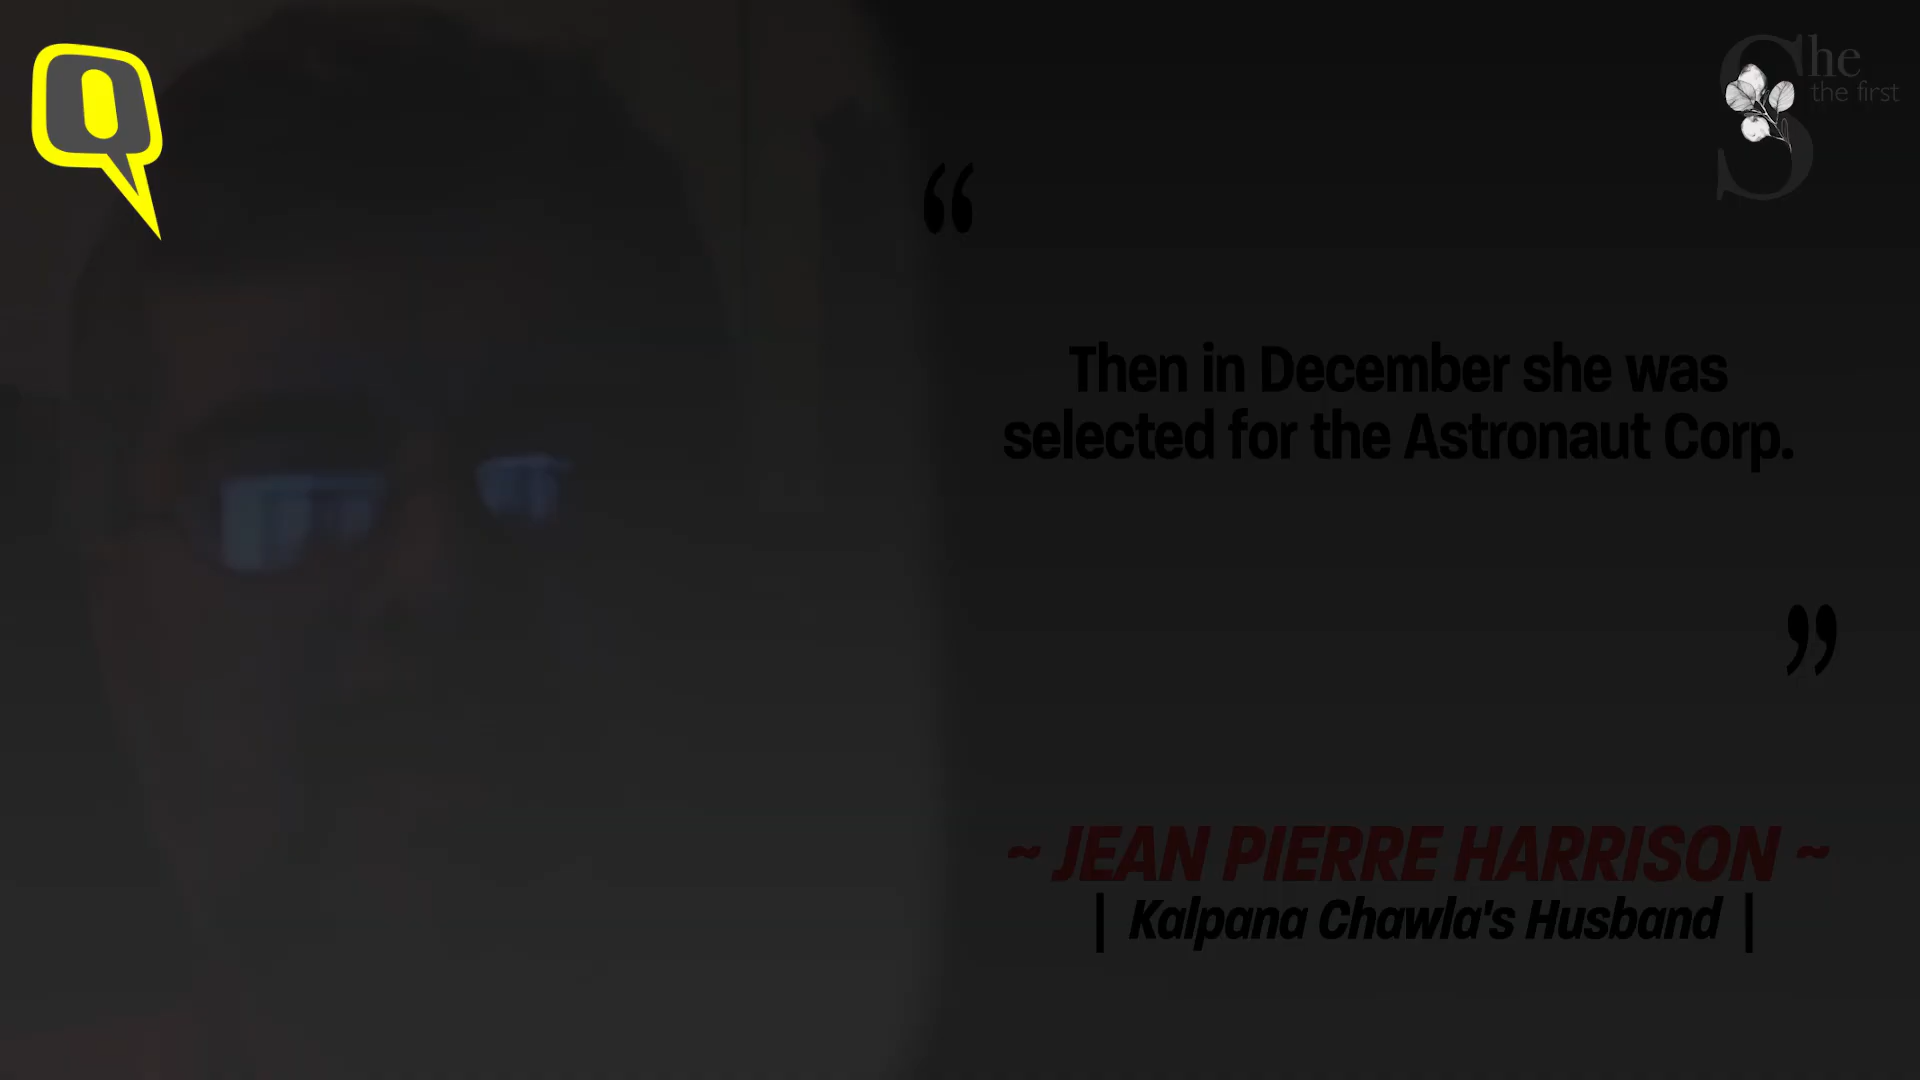 She
the first
“
Then in December she was
selected for the Astronaut Corp.
”
~ JEAN PIERRE HARRISON ~
| Kalpana Chawla's Husband |